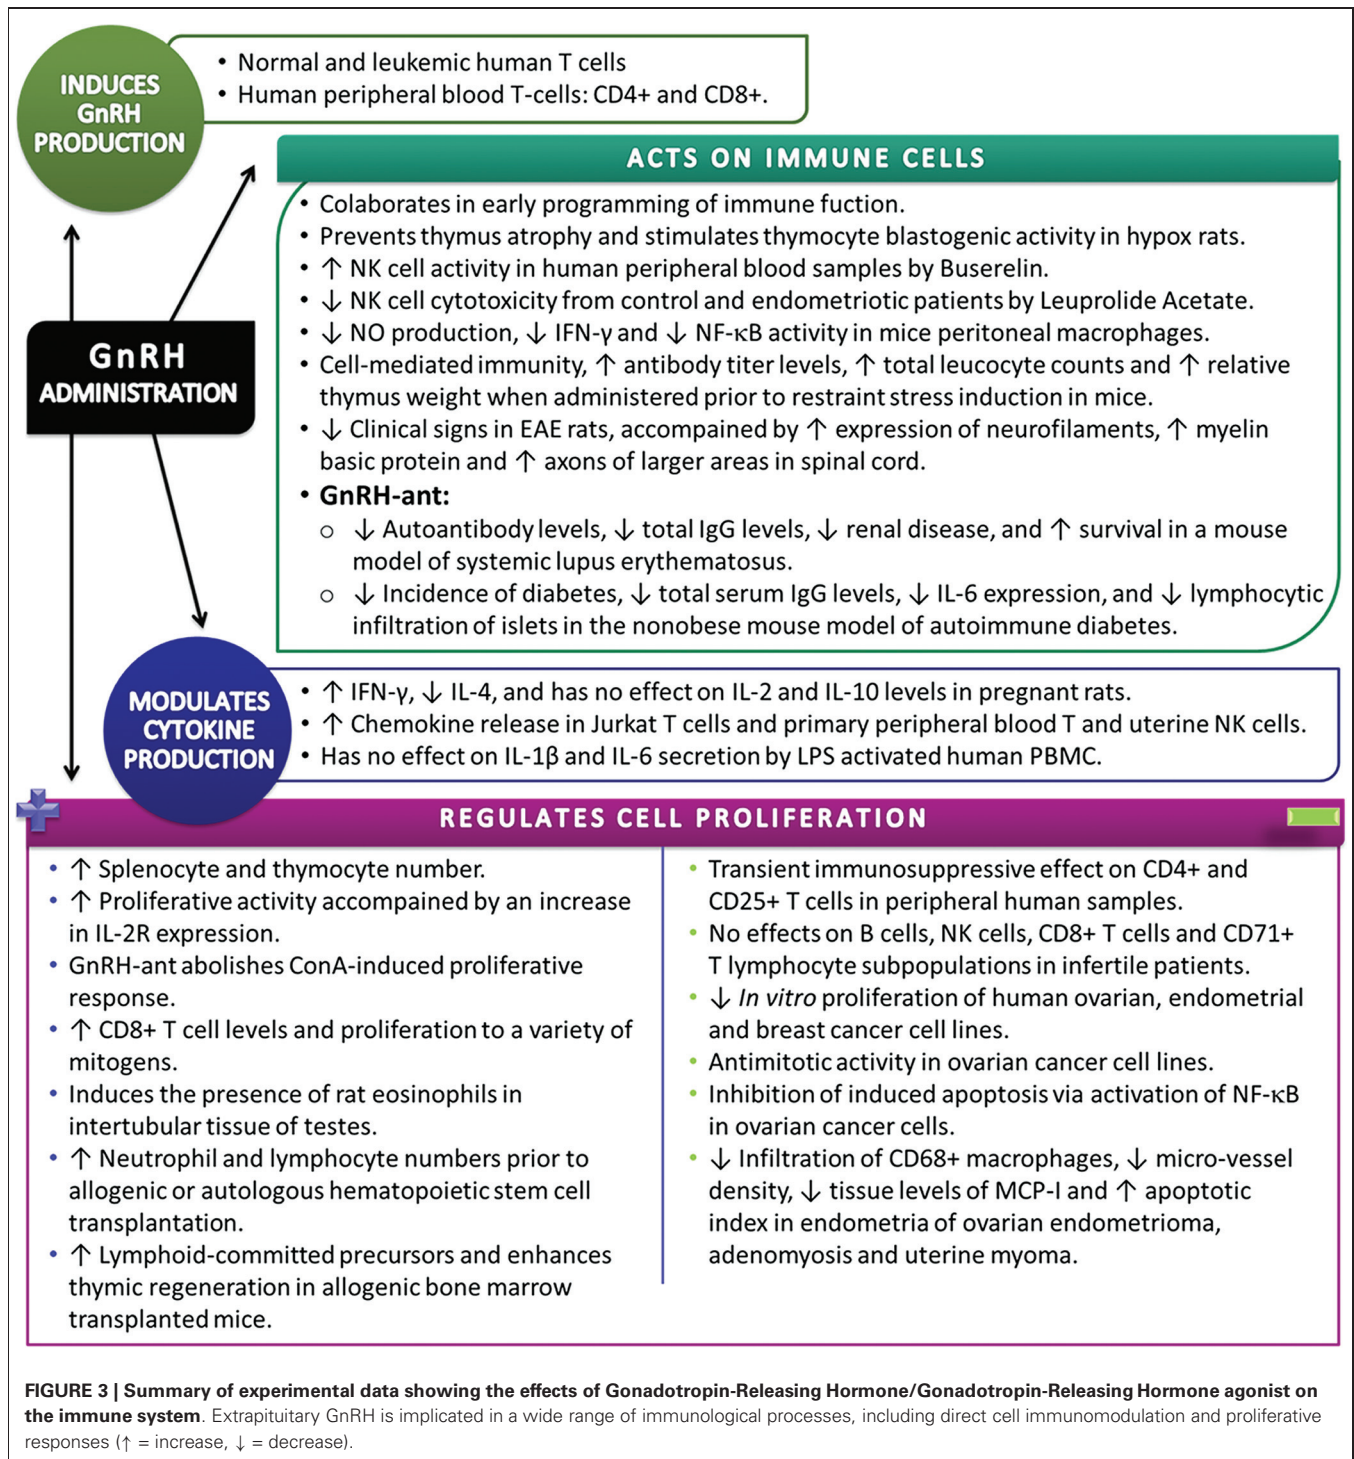 INDUCES
GnRH
PRODUCTION
• Normal and leukemic human T cells
• Human peripheral blood T-cells: CD4+ and CD8+.
ACTS ON IMMUNE CELLS
• Colaborates in early programming of immune fuction.
• Prevents thymus atrophy and stimulates thymocyte blastogenic activity in hypox rats.
• ↑ NK cell activity in human peripheral blood samples by Buserelin.
• ↓ NK cell cytotoxicity from control and endometriotic patients by Leuprolide Acetate.
• ↓ NO production, ↓ IFN-γ and ↓ NF-κB activity in mice peritoneal macrophages.
• Cell-mediated immunity, ↑ antibody titer levels, ↑ total leucocyte counts and ↑ relative
thymus weight when administered prior to restraint stress induction in mice.
• ↓ Clinical signs in EAE rats, accompained by ↑ expression of neurofilaments, ↑ myelin
basic protein and ↑ axons of larger areas in spinal cord.
• GnRH-ant:
o ↓ Autoantibody levels, ↓ total IgG levels, ↓ renal disease, and ↑ survival in a mouse
model of systemic lupus erythematosus.
o ↓ Incidence of diabetes, ↓ total serum IgG levels, ↓ IL-6 expression, and ↓ lymphocytic
infiltration of islets in the nonobese mouse model of autoimmune diabetes.
GnRH
ADMINISTRATION
MODULATES
CYTOKINE
PRODUCTION
• ↑ IFN-γ, ↓ IL-4, and has no effect on IL-2 and IL-10 levels in pregnant rats.
• ↑ Chemokine release in Jurkat T cells and primary peripheral blood T and uterine NK cells.
• Has no effect on IL-1β and IL-6 secretion by LPS activated human PBMC.
REGULATES CELL PROLIFERATION
• ↑ Splenocyte and thymocyte number.
• ↑ Proliferative activity accompained by an increase
in IL-2R expression.
• GnRH-ant abolishes ConA-induced proliferative
response.
• ↑ CD8+ T cell levels and proliferation to a variety of
mitogens.
• Induces the presence of rat eosinophils in
intertubular tissue of testes.
• ↑ Neutrophil and lymphocyte numbers prior to
allogenic or autologous hematopoietic stem cell
transplantation.
• ↑ Lymphoid-committed precursors and enhances
thymic regeneration in allogenic bone marrow
transplanted mice.
• Transient immunosuppressive effect on CD4+ and
CD25+ T cells in peripheral human samples.
• No effects on B cells, NK cells, CD8+ T cells and CD71+
T lymphocyte subpopulations in infertile patients.
• ↓ In vitro proliferation of human ovarian, endometrial
and breast cancer cell lines.
• Antimitotic activity in ovarian cancer cell lines.
• Inhibition of induced apoptosis via activation of NF-κB
in ovarian cancer cells.
• ↓ Infiltration of CD68+ macrophages, ↓ micro-vessel
density, ↓ tissue levels of MCP-I and ↑ apoptotic
index in endometria of ovarian endometrioma,
adenomyosis and uterine myoma.
FIGURE 3 | Summary of experimental data showing the effects of Gonadotropin-Releasing Hormone/Gonadotropin-Releasing Hormone agonist on
the immune system. Extrapituitary GnRH is implicated in a wide range of immunological processes, including direct cell immunomodulation and proliferative
responses (↑ = increase, ↓ = decrease).